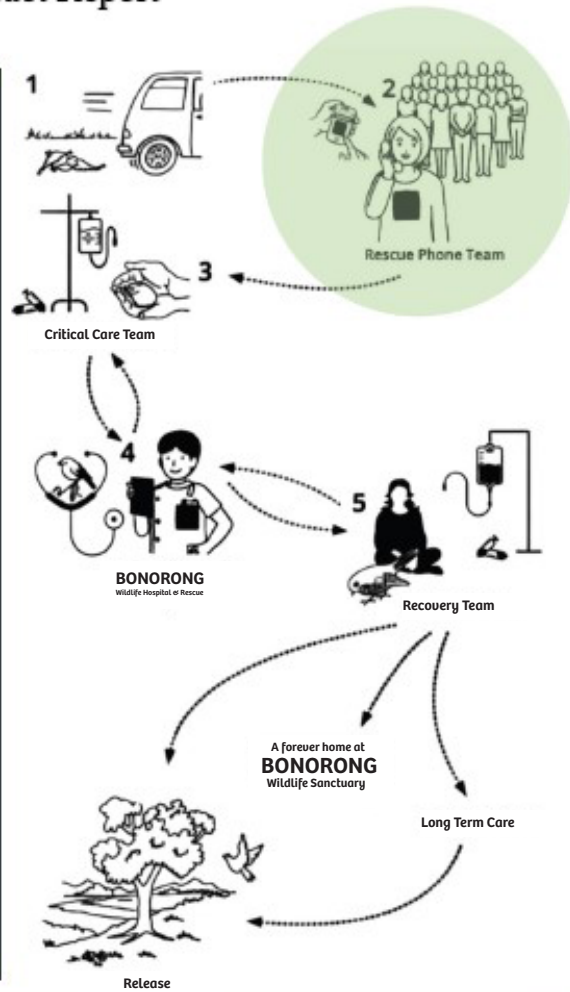 1
2
Rescue Phone Team
3
Critical Care Team
4
BONORONG
Wildlife Hospital & Rescue
5
Recovery Team
A forever home at
BONORONG
Wildlife Sanctuary
Long Term Care
Release